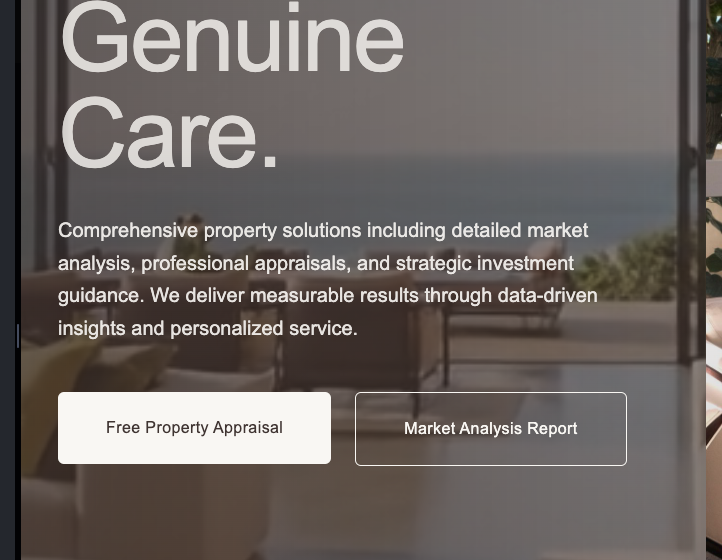 Genuine
Care.
Comprehensive property solutions including detailed market
analysis, professional appraisals, and strategic investment
guidance. We deliver measurable results through data-driven
insights and personalized service.
Free Property Appraisal
Market Analysis Report